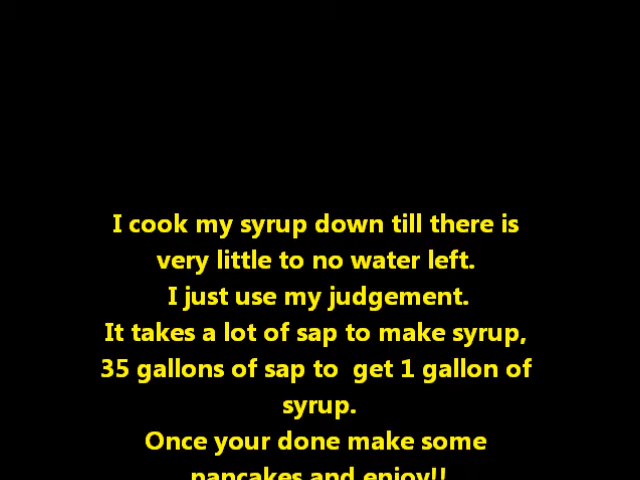 I cook my syrup down till there is
very little to no water left.
I just use my judgement.
It takes a lot of sap to make syrup,
35 gallons of sap to  get 1 gallon of
syrup.
Once your done make some
pancakes and enjoy!!